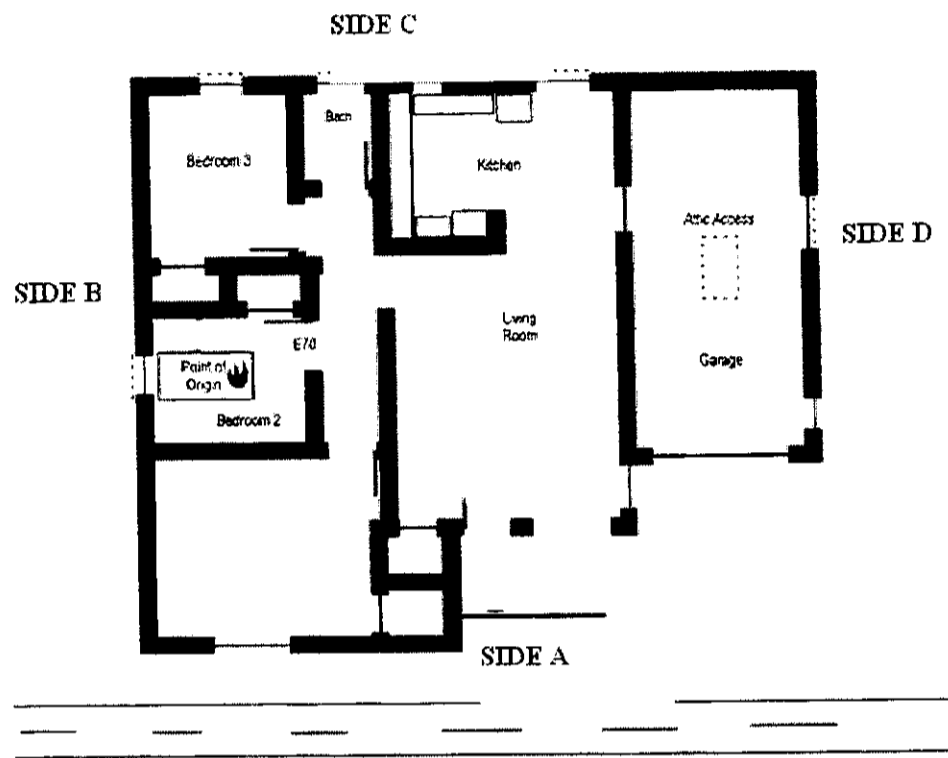 SIDE C
Bath
Bedroom 3
Kitchen
Attic Access
SIDE D
SIDE B
Living
Room
E70
Garage
Point of
Origin
Bedroom 2
SIDE A